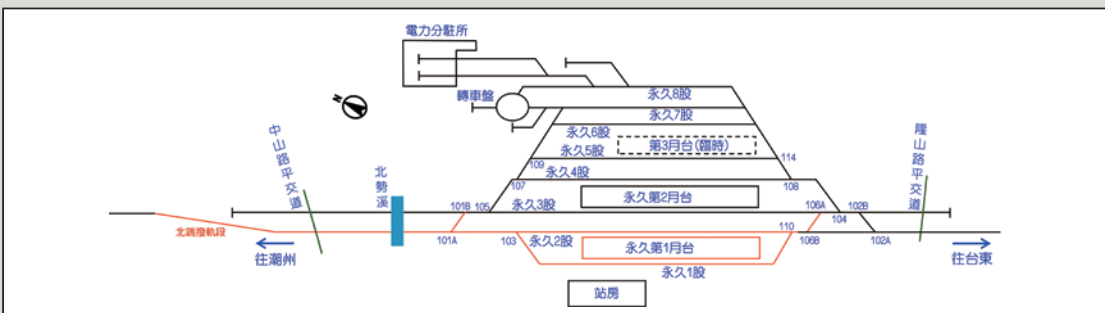 電力分駐所
轉車盤
永久8股
N
永久7股
永久6股
第3月台(臨時)
永久5股
114
109
永久4股
107
108
中山路平交道
北勢溪
隆山路平交道
永久第2月台
101B
105
永久3股
106A
102B
104
北端撥軌段
101A
103
永久2股
永久第1月台
110
106B
102A
往潮州
往台東
永久1股
站房